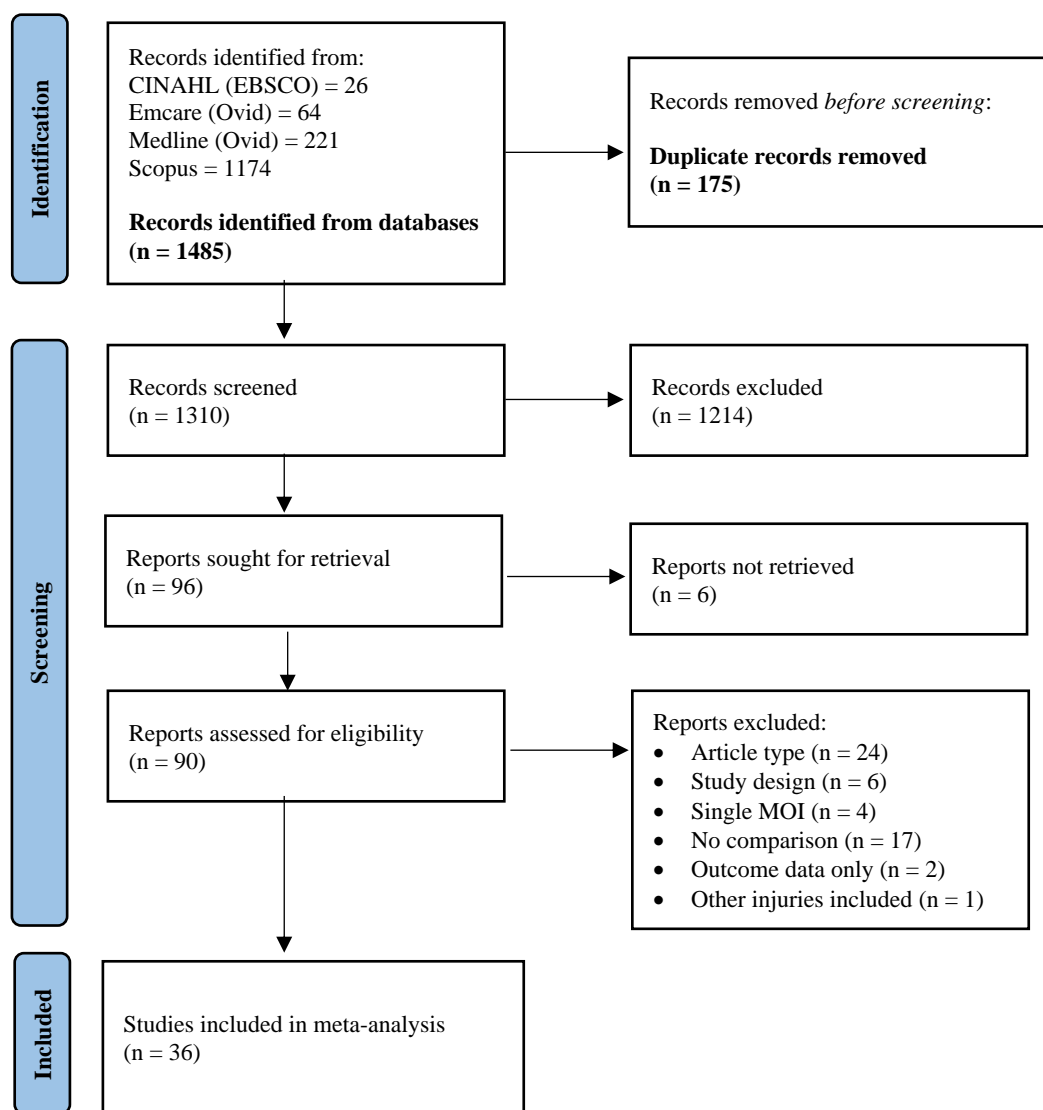 Identification
Records identified from:
CINAHL (EBSCO) = 26
Emcare (Ovid) = 64
Medline (Ovid) = 221
Scopus = 1174
Records identified from databases
(n = 1485)
Records removed before screening:
Duplicate records removed
(n = 175)
Screening
Records screened
(n = 1310)
Records excluded
(n = 1214)
Reports sought for retrieval
(n = 96)
Reports not retrieved
(n = 6)
Reports assessed for eligibility
(n = 90)
Reports excluded:
• Article type (n = 24)
• Study design (n = 6)
• Single MOI (n = 4)
• No comparison (n = 17)
• Outcome data only (n = 2)
• Other injuries included (n = 1)
Included
Studies included in meta-analysis
(n = 36)